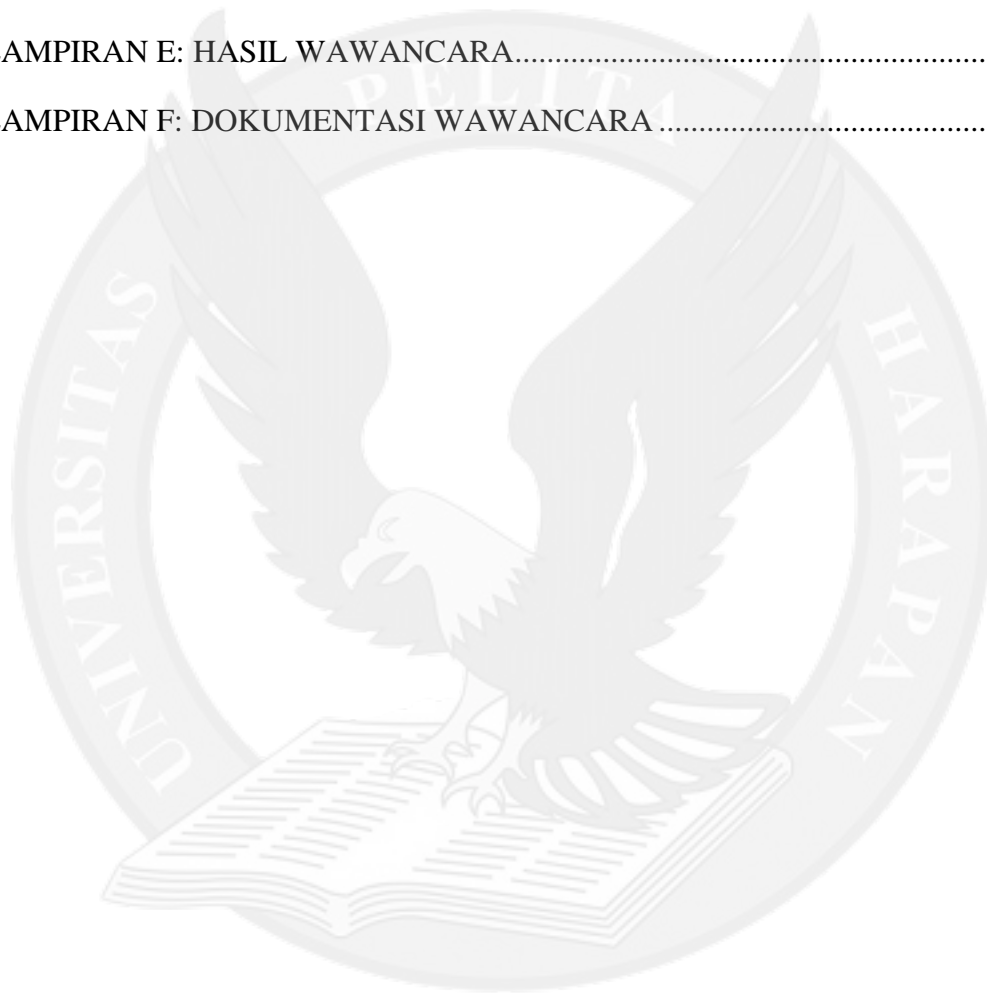 AMPIRAN E: HASIL WAWANCARA..........................................................
AMPIRAN F: DOKUMENTASI WAWANCARA ........................................
PELITA
UNIVERSITAS
HARAPAN